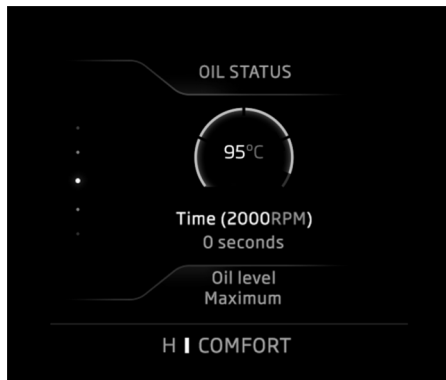 OIL STATUS
95°C
Time (2000RPM)
0 seconds
Oil level
Maximum
H COMFORT